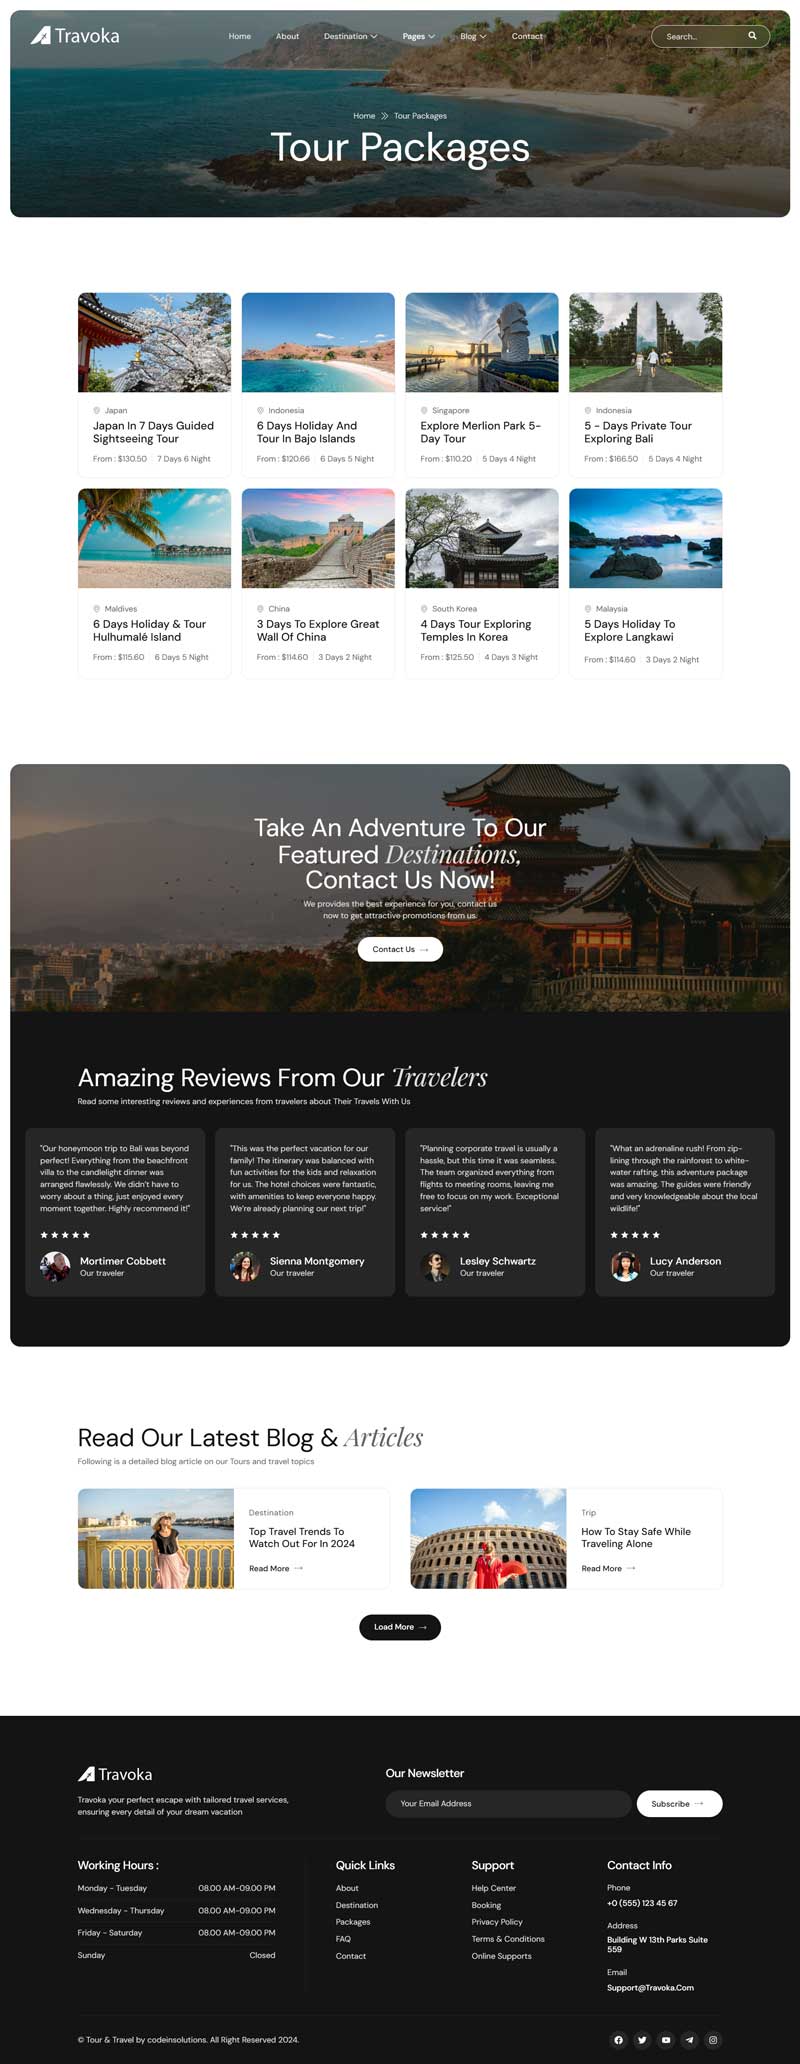 Travoka
Home About Destination Pages Blog Contact
Search...
Home Tour Packages
Tour Packages
Japan
Japan In 7 Days Guided
Sightseeing Tour
From : $130.50 7 Days 6 Night
Indonesia
6 Days Holiday And
Tour In Bajo Islands
From : $120.66 6 Days 5 Night
Singapore
Explore Merlion Park 5-
Day Tour
From : $110.20 5 Days 4 Night
Indonesia
5 - Days Private Tour
Exploring Bali
From : $166.50 5 Days 4 Night
Maldives
6 Days Holiday & Tour
Hulhumalé Island
From : $115.60 6 Days 5 Night
China
3 Days To Explore Great
Wall Of China
From : $114.60 3 Days 2 Night
South Korea
4 Days Tour Exploring
Temples In Korea
From : $125.50 4 Days 3 Night
Malaysia
5 Days Holiday To
Explore Langkawi
From : $114.60 3 Days 2 Night
Take An Adventure To Our
Featured Destinations,
Contact Us Now!
We provides the best experience for you, contact us
now to get attractive promotions from us.
Contact Us
Amazing Reviews From Our Travelers
Read some interesting reviews and experiences from travelers about Their Travels With Us
"Our honeymoon trip to Bali was beyond
perfect! Everything from the beachfront
villa to the candlelight dinner was
arranged flawlessly. We didn't have to
worry about a thing, just enjoyed every
moment together. Highly recommend it!"
Mortimer Cobbett
Our traveler
"This was the perfect vacation for our
family! The itinerary was balanced with
fun activities for the kids and relaxation
for us. The hotel choices were fantastic,
with amenities to keep everyone happy.
We're already planning our next trip!"
Sienna Montgomery
Our traveler
"Planning corporate travel is usually a
hassle, but this time it was seamless.
The team organized everything from
flights to meeting rooms, leaving me
free to focus on my work. Exceptional
service!"
Lesley Schwartz
Our traveler
"What an adrenaline rush! From zip-
lining through the rainforest to white-
water rafting, this adventure package
was amazing. The guides were friendly
and very knowledgeable about the local
wildlife!"
Lucy Anderson
Our traveler
Read Our Latest Blog & Articles
Following is a detailed blog article on our Tours and travel topics
Destination
Top Travel Trends To
Watch Out For In 2024
Read More
Trip
How To Stay Safe While
Traveling Alone
Read More
Load More
Travoka
Travoka your perfect escape with tailored travel services,
ensuring every detail of your dream vacation
Our Newsletter
Your Email Address
Subscribe
Working Hours :
Monday - Tuesday 08.00 AM-09.00 PM
Wednesday - Thursday 08.00 AM-09.00 PM
Friday - Saturday 08.00 AM-09.00 PM
Sunday Closed
Quick Links
About
Destination
Packages
FAQ
Contact
Support
Help Center
Booking
Privacy Policy
Terms & Conditions
Online Supports
Contact Info
Phone
+0 (555) 123 45 67
Address
Building W 13th Parks Suite
559
Email
Support@Travoka.Com
© Tour & Travel by codeinsolutions. All Right Reserved 2024.